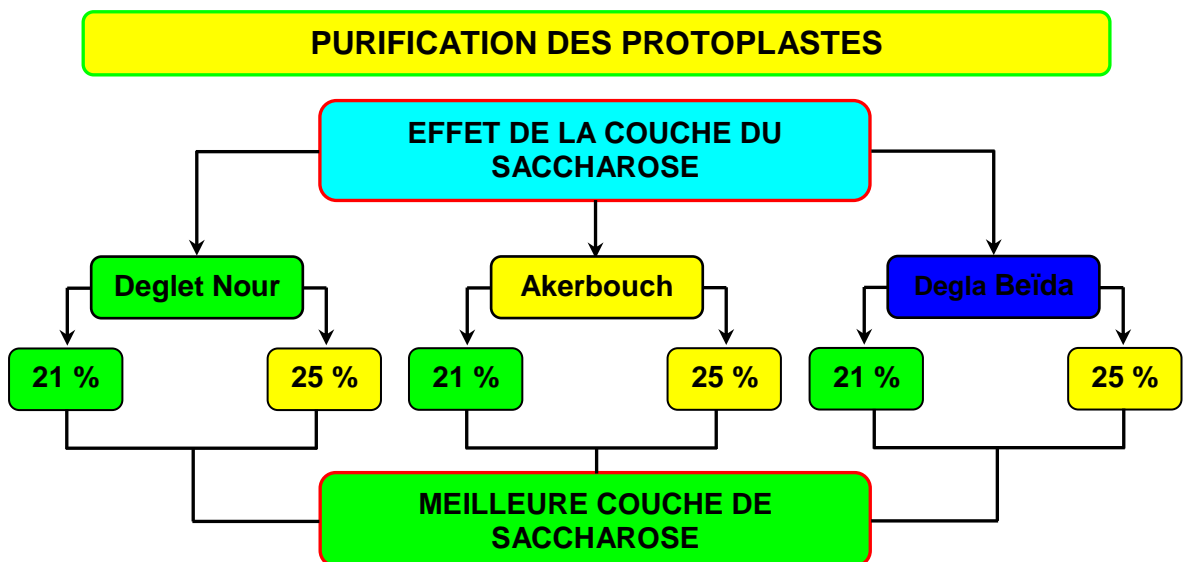 PURIFICATION DES PROTOPLASTES
EFFET DE LA COUCHE DU
SACCHAROSE
Deglet Nour
Akerbouch
Degla Beïda
21 %
25 %
21 %
25 %
21 %
25 %
MEILLEURE COUCHE DE
SACCHAROSE